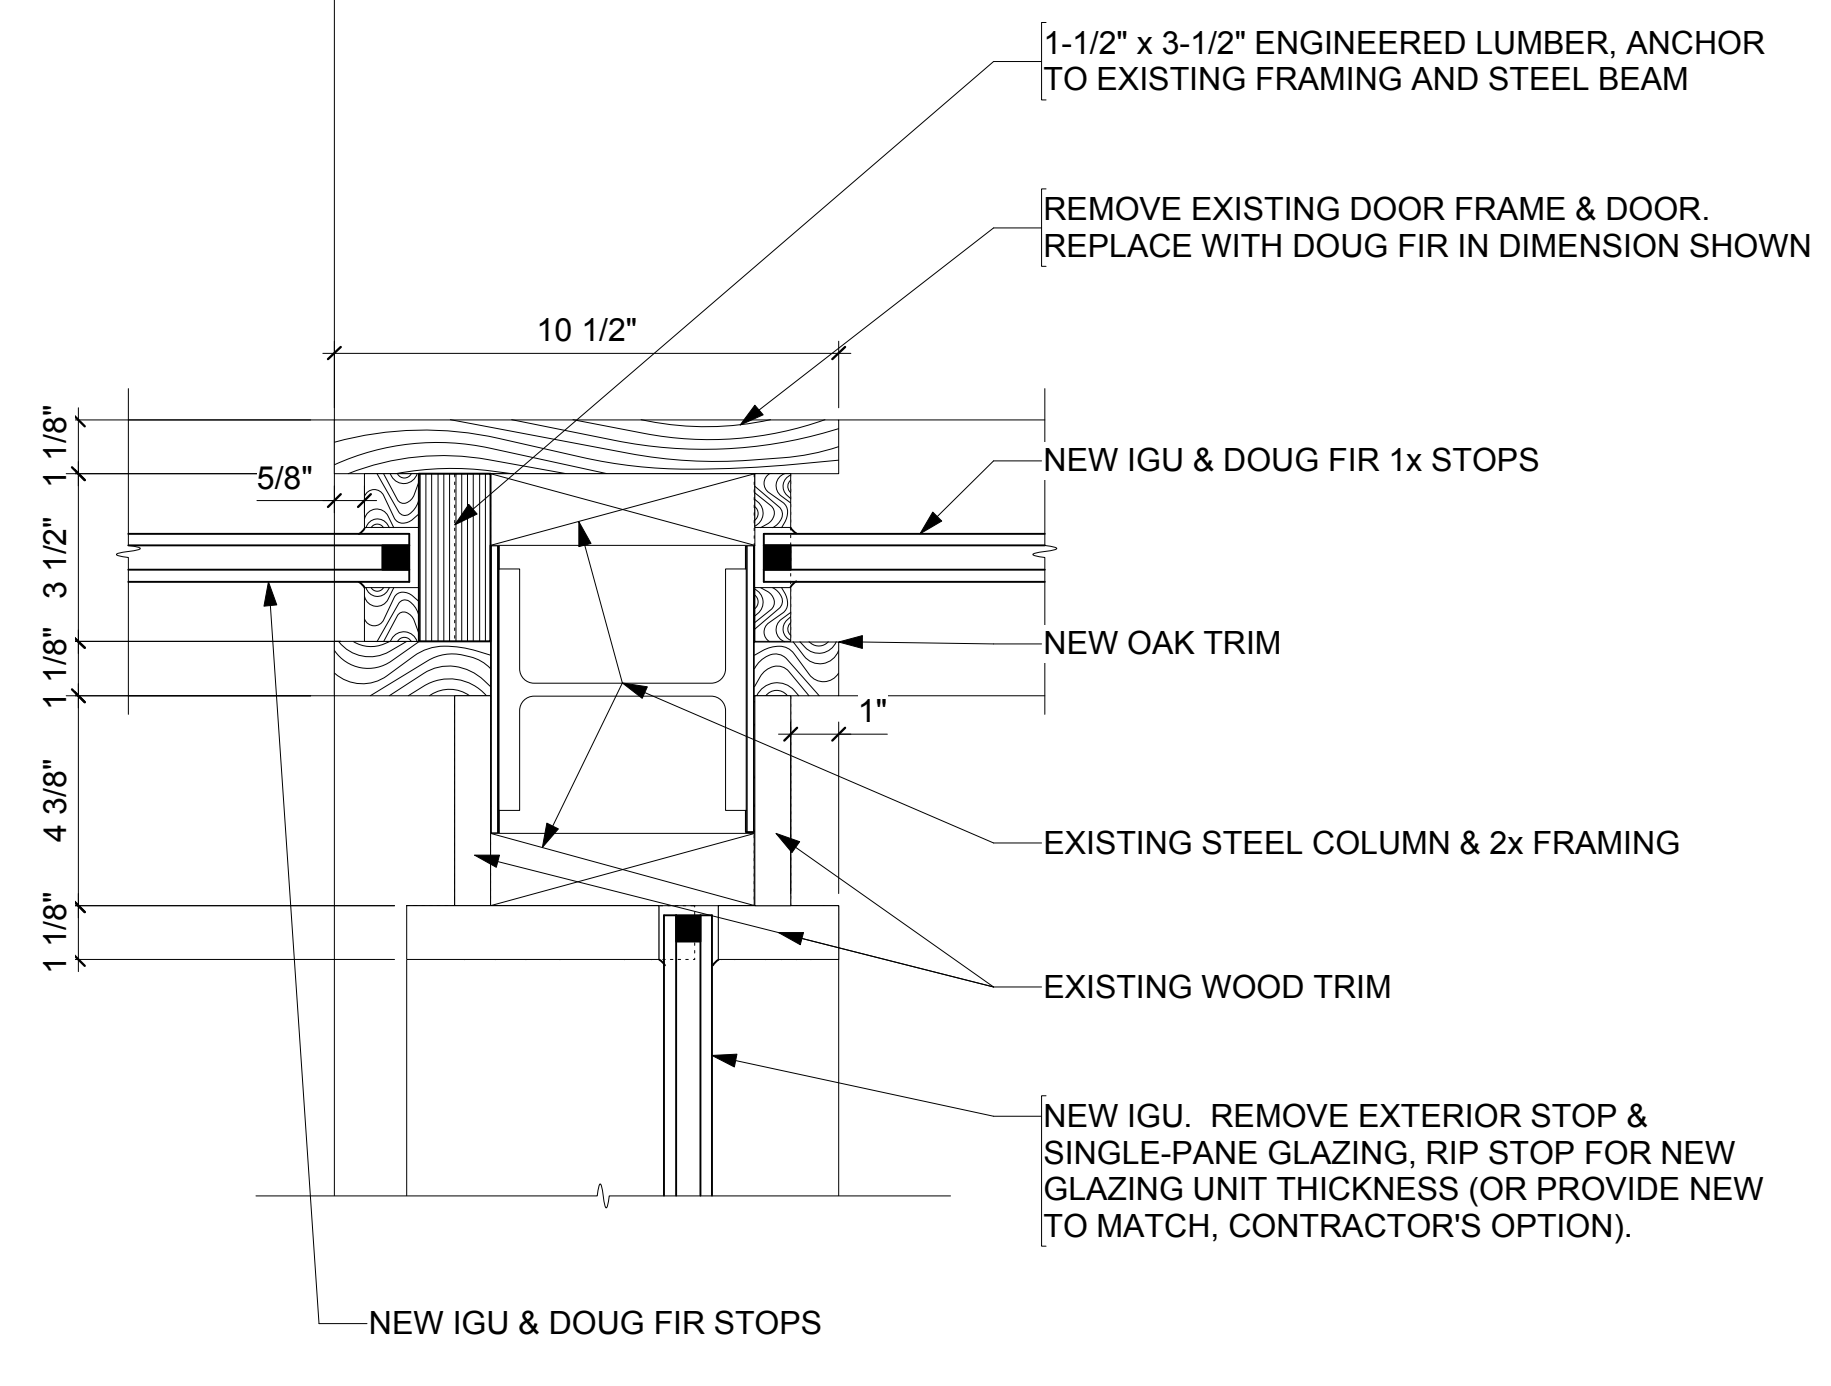 1-1/2" x 3-1/2" ENGINEERED LUMBER, ANCHOR
TO EXISTING FRAMING AND STEEL BEAM
REMOVE EXISTING DOOR FRAME & DOOR.
REPLACE WITH DOUG FIR IN DIMENSION SHOWN
10 1/2"
1 1/8"
5/8"
NEW IGU & DOUG FIR 1x STOPS
3 1/2"
NEW OAK TRIM
1 1/8"
1"
4 3/8"
EXISTING STEEL COLUMN & 2x FRAMING
1 1/8"
EXISTING WOOD TRIM
NEW IGU.  REMOVE EXTERIOR STOP &
SINGLE-PANE GLAZING, RIP STOP FOR NEW
GLAZING UNIT THICKNESS (OR PROVIDE NEW
TO MATCH, CONTRACTOR'S OPTION).
NEW IGU & DOUG FIR STOPS